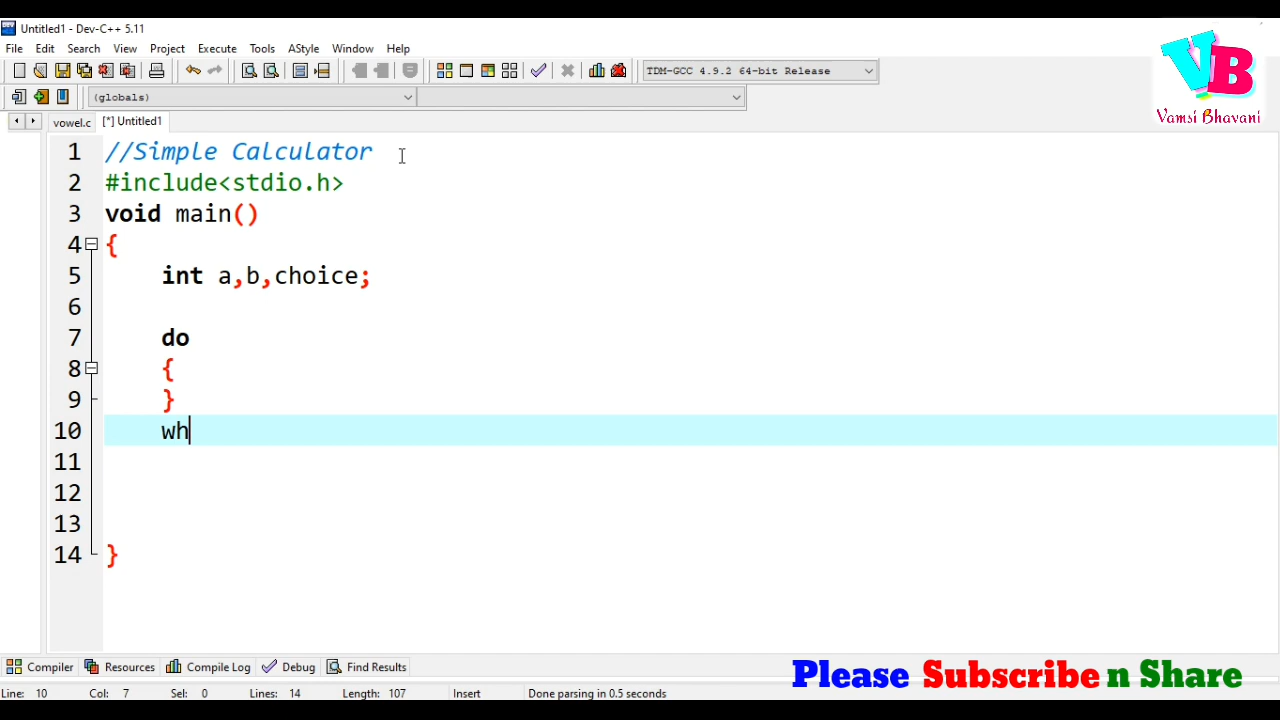 Untitled1 - Dev-C++ 5.11
File Edit Search View Project Execute Tools AStyle Window Help
TDM-GCC 4.9.2 64-bit Release
(globals)
vowel.c [*] Untitled1
VB
Vamsi Bhavani
1 //Simple Calculator
2 #include<stdio.h>
3 void main()
4 {
5 int a,b,choice;
6
7 do
8 {
9 }
10 wh
11
12
13
14 }
Compiler Resources Compile Log Debug Find Results
Please Subscribe n Share
Line: 10 Col: 7 Sel: 0 Lines: 14 Length: 107 Insert Done parsing in 0.5 seconds